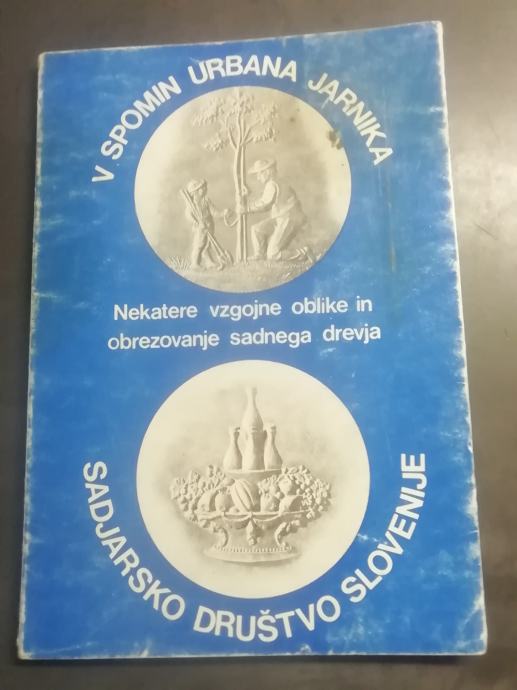 V SPOMIN URBANA JARNIKA
Nekatere vzgojne oblike in
obrezovanje sadnega drevja
SADJARSKO DRUŠTVO SLOVENIJE